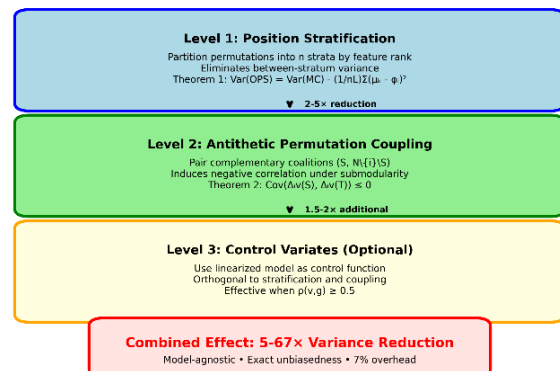 Level 1: Position Stratification
Partition permutations into n strata by feature rank
Eliminates between-stratum variance
Theorem 1: Var(OPS) = Var(MC) - (1/nL)Σ(μₖ - φᵢ)²
2-5× reduction
Level 2: Antithetic Permutation Coupling
Pair complementary coalitions (S, N\{i}\S)
Induces negative correlation under submodularity
Theorem 2: Cov(Δᵢv(S), Δᵢv(T)) ≤ 0
1.5-2× additional
Level 3: Control Variates (Optional)
Use linearized model as control function
Orthogonal to stratification and coupling
Effective when ρ(v,g) ≥ 0.5
Combined Effect: 5-67× Variance Reduction
Model-agnostic • Exact unbiasedness • 7% overhead